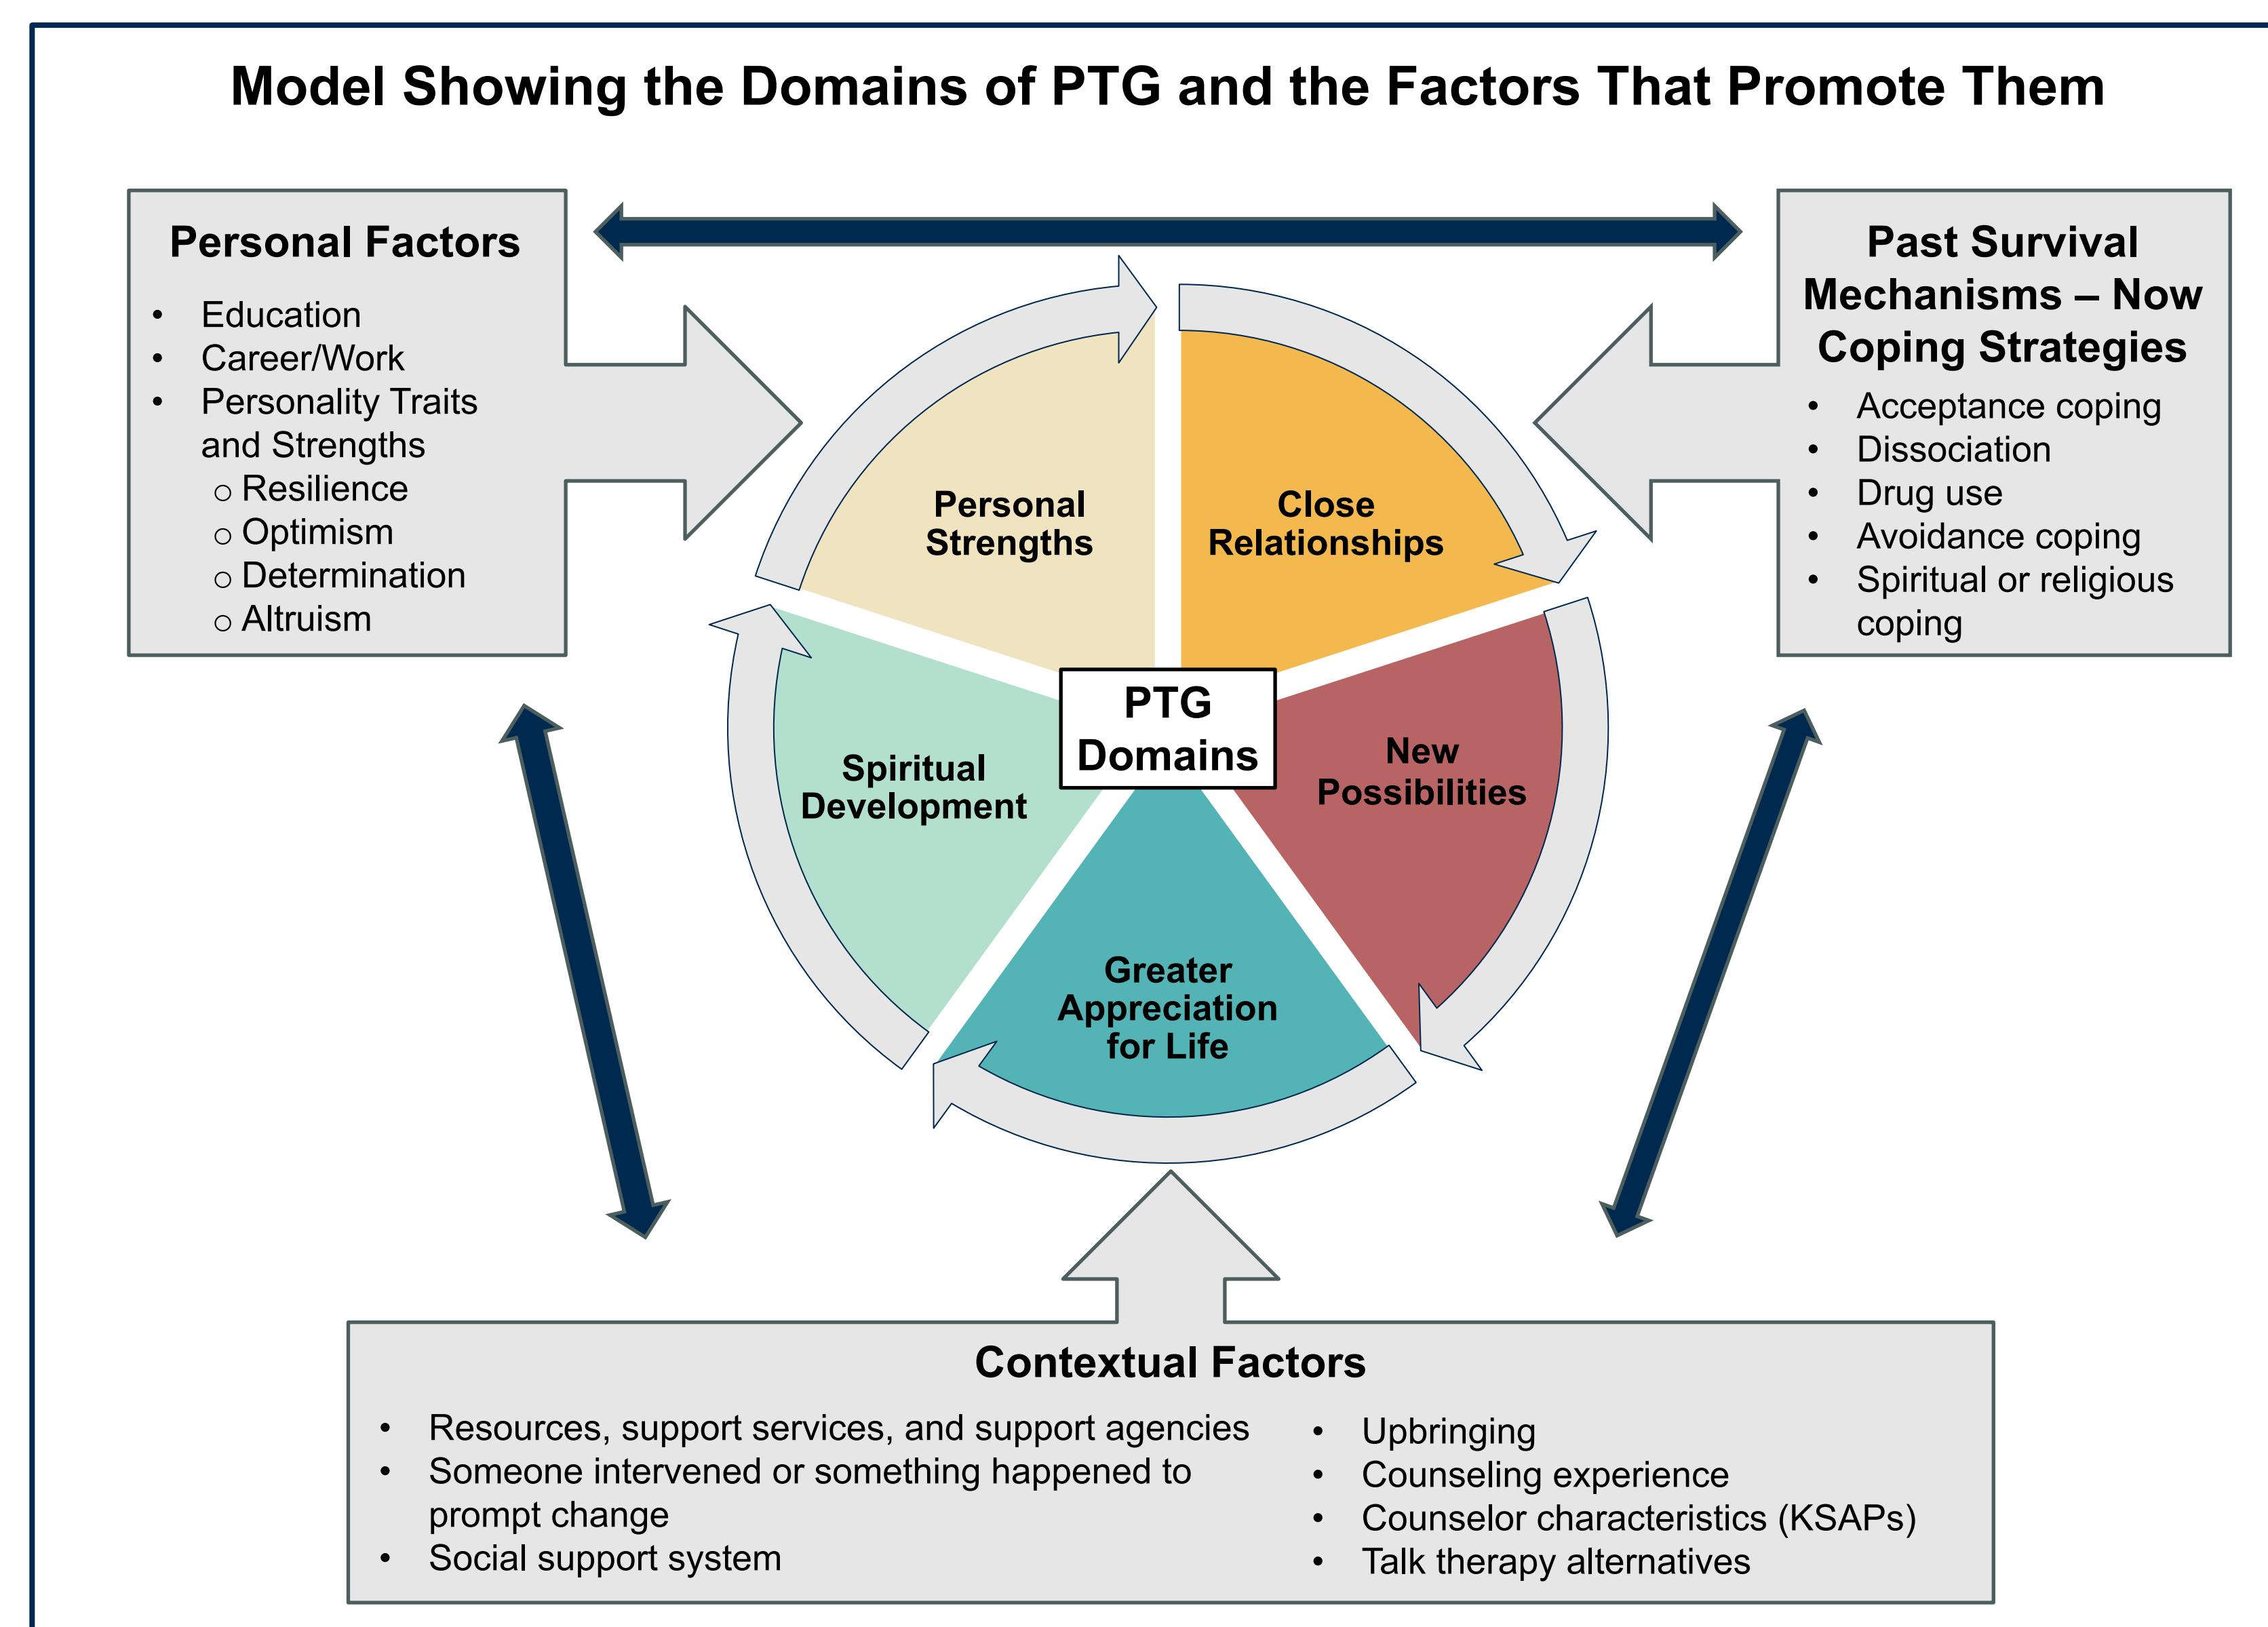 Model Showing the Domains of PTG and the Factors That Promote Them
Personal Factors
• Education
• Career/Work
• Personality Traits
and Strengths
o Resilience
o Optimism
o Determination
o Altruism
Past Survival
Mechanisms – Now
Coping Strategies
• Acceptance coping
• Dissociation
• Drug use
• Avoidance coping
• Spiritual or religious
coping
Personal
Strengths
Close
Relationships
PTG
Domains
Spiritual
Development
New
Possibilities
Greater
Appreciation
for Life
Contextual Factors
• Resources, support services, and support agencies
• Someone intervened or something happened to
prompt change
• Social support system
• Upbringing
• Counseling experience
• Counselor characteristics (KSAPs)
• Talk therapy alternatives